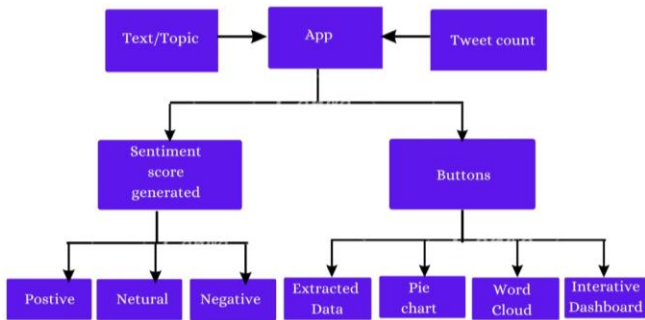 Text/Topic
App
Tweet count
Sentiment
score
generated
Buttons
Postive
Netural
Negative
Extracted
Data
Pie
chart
Word
Cloud
Interative
Dashboard